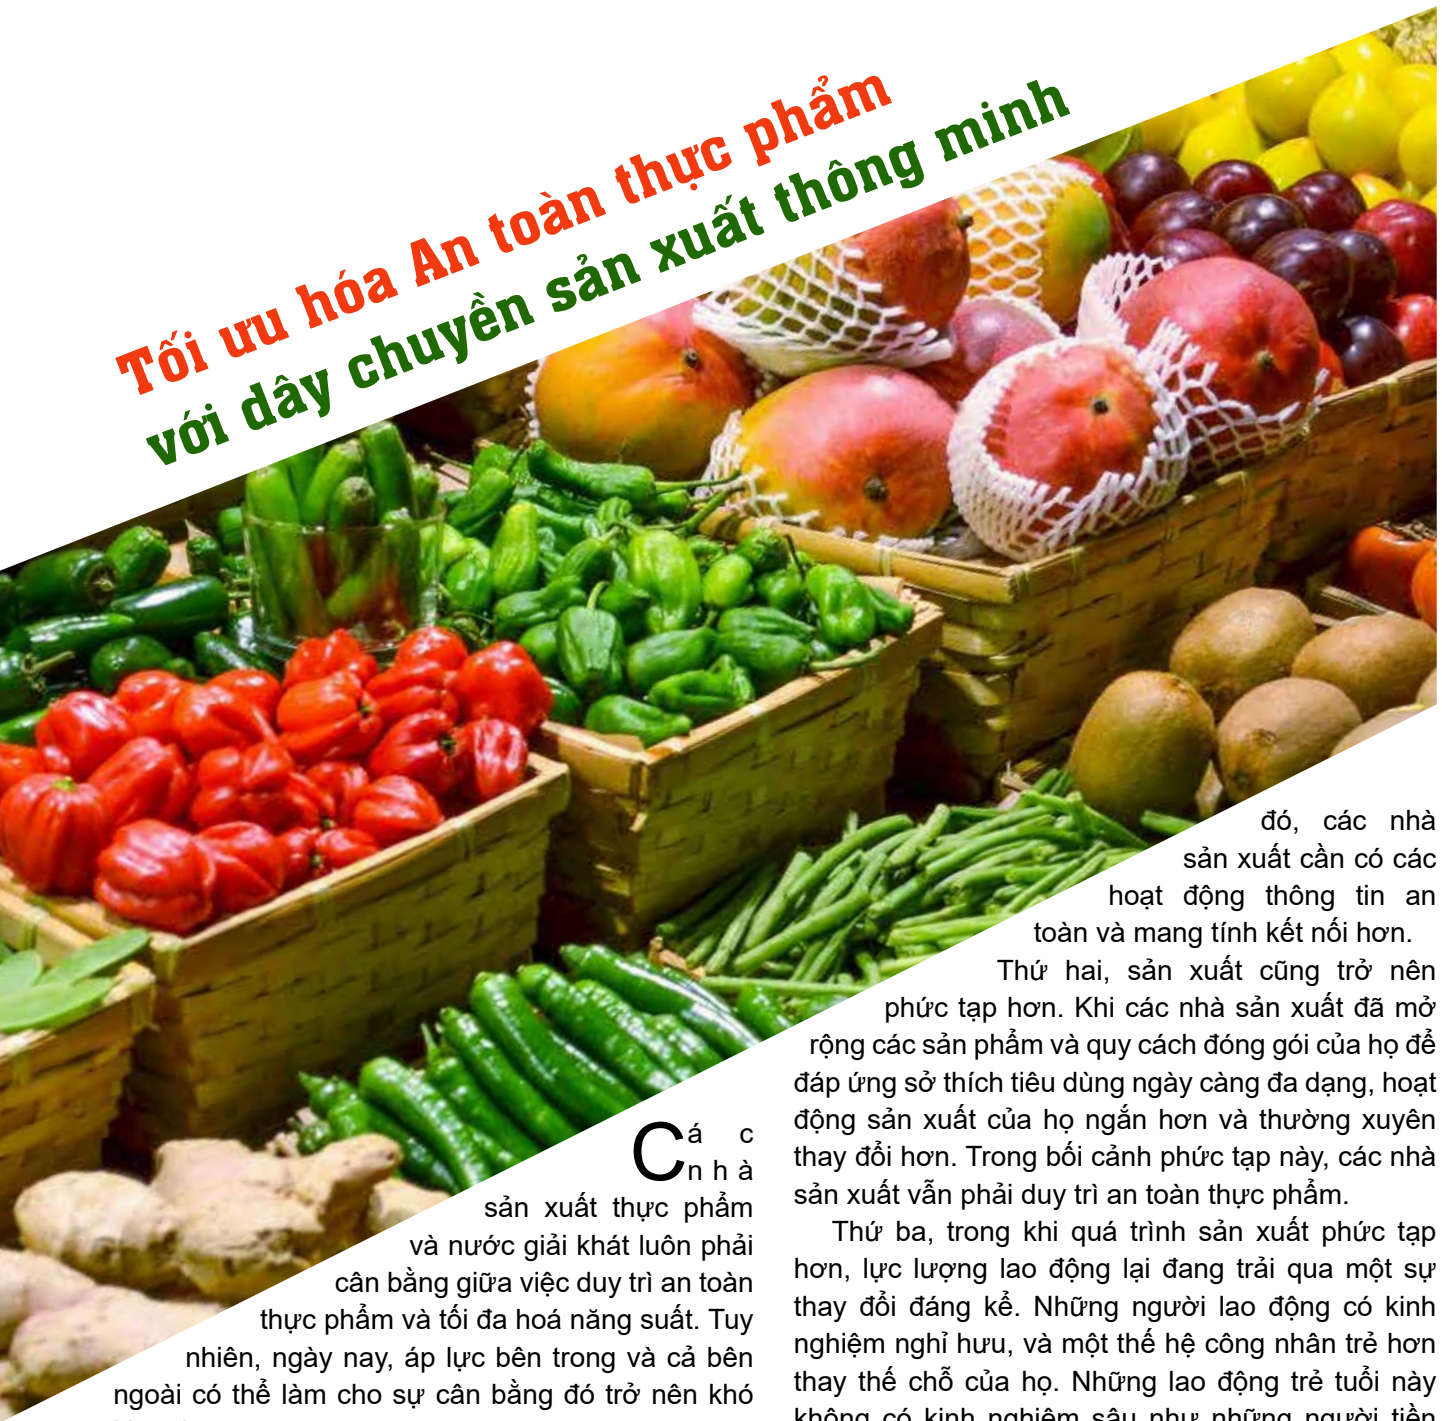 Tối ưu hóa An toàn thực phẩm
với dây chuyền sản xuất thông minh
Các
nhà
sản xuất thực phẩm
và nước giải khát luôn phải
cân bằng giữa việc duy trì an toàn
thực phẩm và tối đa hoá năng suất. Tuy
nhiên, ngày nay, áp lực bên trong và cả bên
ngoài có thể làm cho sự cân bằng đó trở nên khó
đó, các nhà
sản xuất cần có các
hoạt động thông tin an
toàn và mang tính kết nối hơn.
Thứ hai, sản xuất cũng trở nên
phức tạp hơn. Khi các nhà sản xuất đã mở
rộng các sản phẩm và quy cách đóng gói của họ để
đáp ứng sở thích tiêu dùng ngày càng đa dạng, hoạt
động sản xuất của họ ngắn hơn và thường xuyên
thay đổi hơn. Trong bối cảnh phức tạp này, các nhà
sản xuất vẫn phải duy trì an toàn thực phẩm.
Thứ ba, trong khi quá trình sản xuất phức tạp
hơn, lực lượng lao động lại đang trải qua một sự
thay đổi đáng kể. Những người lao động có kinh
nghiệm nghỉ hưu, và một thế hệ công nhân trẻ hơn
thay thế chỗ của họ. Những lao động trẻ tuổi này
không có kinh nghiệm sâu như những người tiền